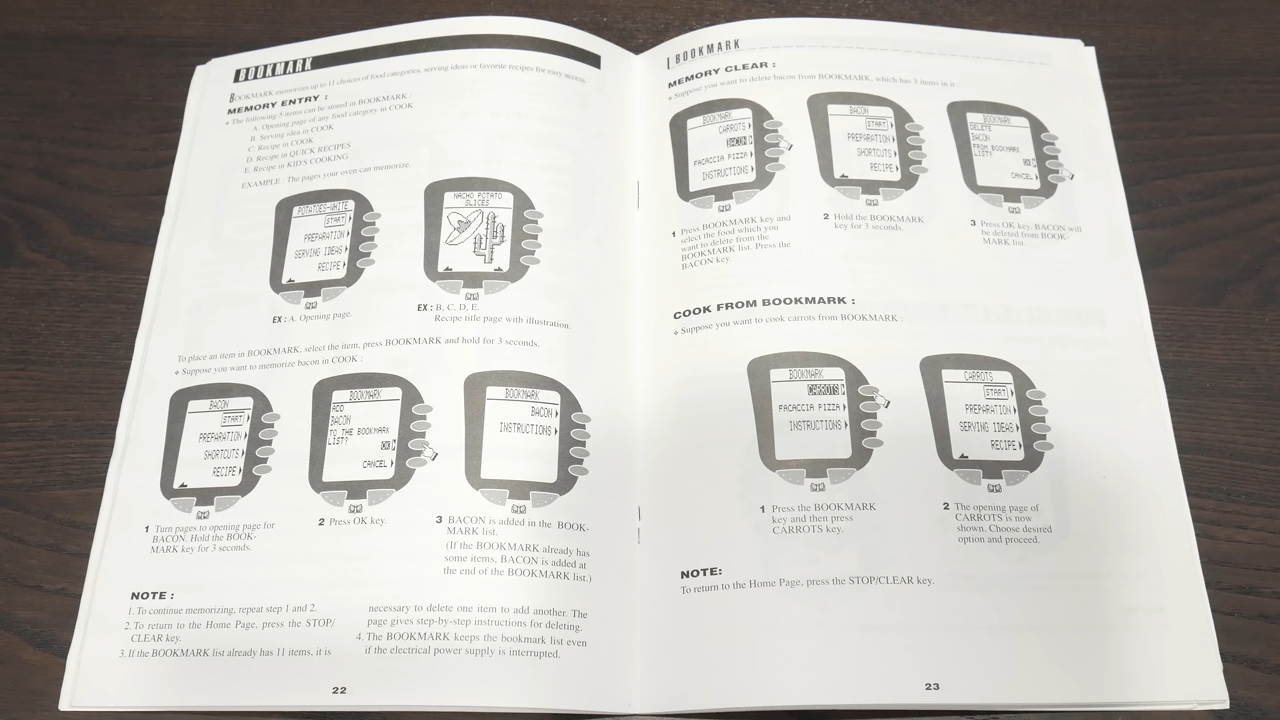 BOOKMARK
BOOKMARK memorizes up to 11 choices of food categories, serving ideas or favorite recipes for easy access.
MEMORY ENTRY :
❖ The following 5 items can be stored in BOOKMARK :
A. Opening page of any food category in COOK
B. Serving idea in COOK
C. Recipe in COOK
D. Recipe in QUICK RECIPES
E. Recipe in KID'S COOKING
EXAMPLE : The pages your oven can memorize.
POTATOES-WHITE
START
PREPARATION
SERVING IDEAS
RECIPE
EX : A. Opening page.
NACHO POTATO
SLICES
EX : B, C, D, E.
Recipe title page with illustration.
To place an item in BOOKMARK, select the item, press BOOKMARK and hold for 3 seconds.
❖ Suppose you want to memorize bacon in COOK :
BACON
START
PREPARATION
SHORTCUTS
RECIPE
1 Turn pages to opening page for
BACON. Hold the BOOK-
MARK key for 3 seconds.
BOOKMARK
ADD
BACON
TO THE BOOKMARK
LIST?
OK
CANCEL
2 Press OK key.
BOOKMARK
BACON
INSTRUCTIONS
3 BACON is added in the BOOK-
MARK list.
(If the BOOKMARK already has
some items, BACON is added at
the end of the BOOKMARK list.)
NOTE :
1. To continue memorizing, repeat step 1 and 2.
2. To return to the Home Page, press the STOP/
CLEAR key.
3. If the BOOKMARK list already has 11 items, it is
necessary to delete one item to add another. The
page gives step-by-step instructions for deleting.
4. The BOOKMARK keeps the bookmark list even
if the electrical power supply is interrupted.
22
BOOKMARK
MEMORY CLEAR :
❖ Suppose you want to delete bacon from BOOKMARK, which has 3 items in it :
BOOKMARK
CARROTS
BACON
FACACCIA PIZZA
INSTRUCTIONS
1 Press BOOKMARK key and
select the food which you
want to delete from the
BOOKMARK list. Press the
BACON key.
BACON
START
PREPARATION
SHORTCUTS
RECIPE
2 Hold the BOOKMARK
key for 3 seconds.
BOOKMARK
DELETE
BACON
FROM BOOKMARK
LIST?
OK
CANCEL
3 Press OK key. BACON will
be deleted from BOOK-
MARK list.
COOK FROM BOOKMARK :
❖ Suppose you want to cook carrots from BOOKMARK :
BOOKMARK
CARROTS
FACACCIA PIZZA
INSTRUCTIONS
1 Press the BOOKMARK
key and then press
CARROTS key.
CARROTS
START
PREPARATION
SERVING IDEAS
RECIPE
2 The opening page of
CARROTS is now
shown. Choose desired
option and proceed.
NOTE:
To return to the Home Page, press the STOP/CLEAR key.
23